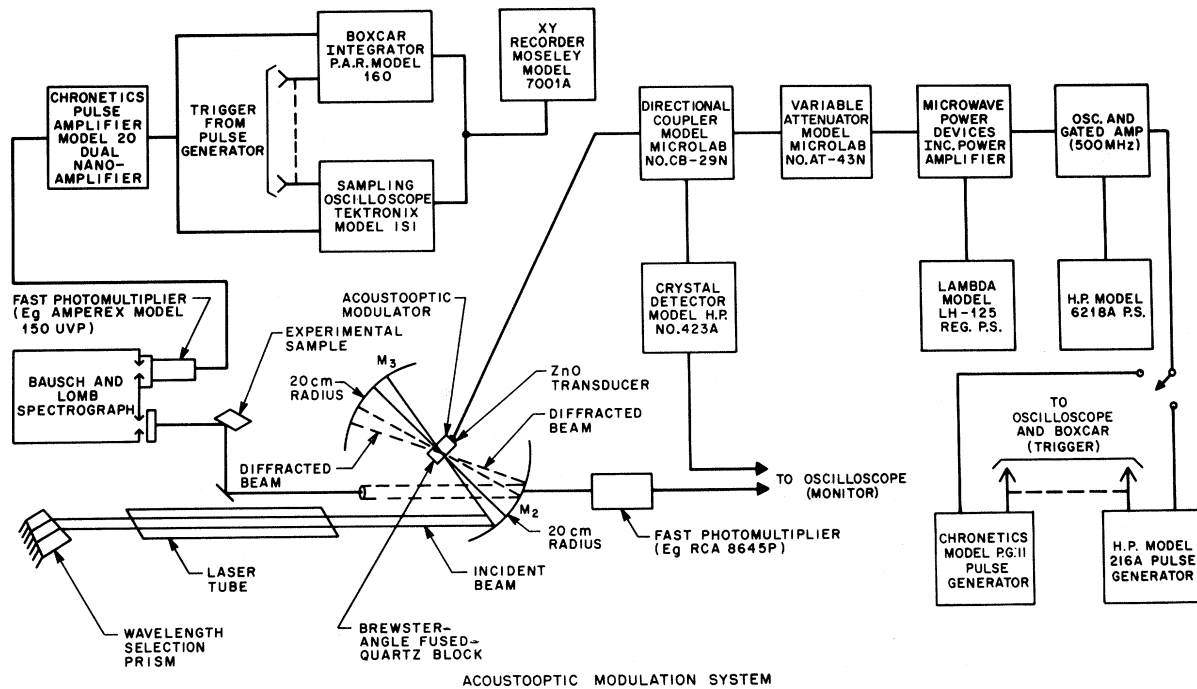 BOXCAR
INTEGRATOR
P.A.R. MODEL
160
XY
RECORDER
MOSELEY
MODEL
7001A
CHRONETICS
PULSE
AMPLIFIER
MODEL 20
DUAL
NANO-
AMPLIFIER
TRIGGER
FROM
PULSE
GENERATOR
SAMPLING
OSCILLOSCOPE
TEKTRONIX
MODEL 1S1
DIRECTIONAL
COUPLER
MODEL
MICROLAB
NO.CB-29N
VARIABLE
ATTENUATOR
MODEL
MICROLAB
NO.AT-43N
MICROWAVE
POWER
DEVICES
INC. POWER
AMPLIFIER
OSC. AND
GATED AMP
(500MHz)
CRYSTAL
DETECTOR
MODEL H.P.
NO.423A
LAMBDA
MODEL
LH-125
REG. P.S.
H.P. MODEL
6218A P.S.
FAST PHOTOMULTIPLIER
(Eg AMPEREX MODEL
150 UVP)
ACOUSTOOPTIC
MODULATOR
EXPERIMENTAL
SAMPLE
BAUSCH AND
LOMB
SPECTROGRAPH
M3
20cm
RADIUS
ZnO
TRANSDUCER
DIFFRACTED
BEAM
DIFFRACTED
BEAM
TO
OSCILLOSCOPE
AND BOXCAR
(TRIGGER)
TO OSCILLOSCOPE
(MONITOR)
M2
20cm
RADIUS
FAST PHOTOMULTIPLIER
(Eg RCA 8645P)
CHRONETICS
MODEL P.G.11
PULSE
GENERATOR
H.P. MODEL
216A PULSE
GENERATOR
LASER
TUBE
INCIDENT
BEAM
WAVELENGTH
SELECTION
PRISM
BREWSTER-
ANGLE FUSED-
QUARTZ BLOCK
ACOUSTOOPTIC MODULATION SYSTEM